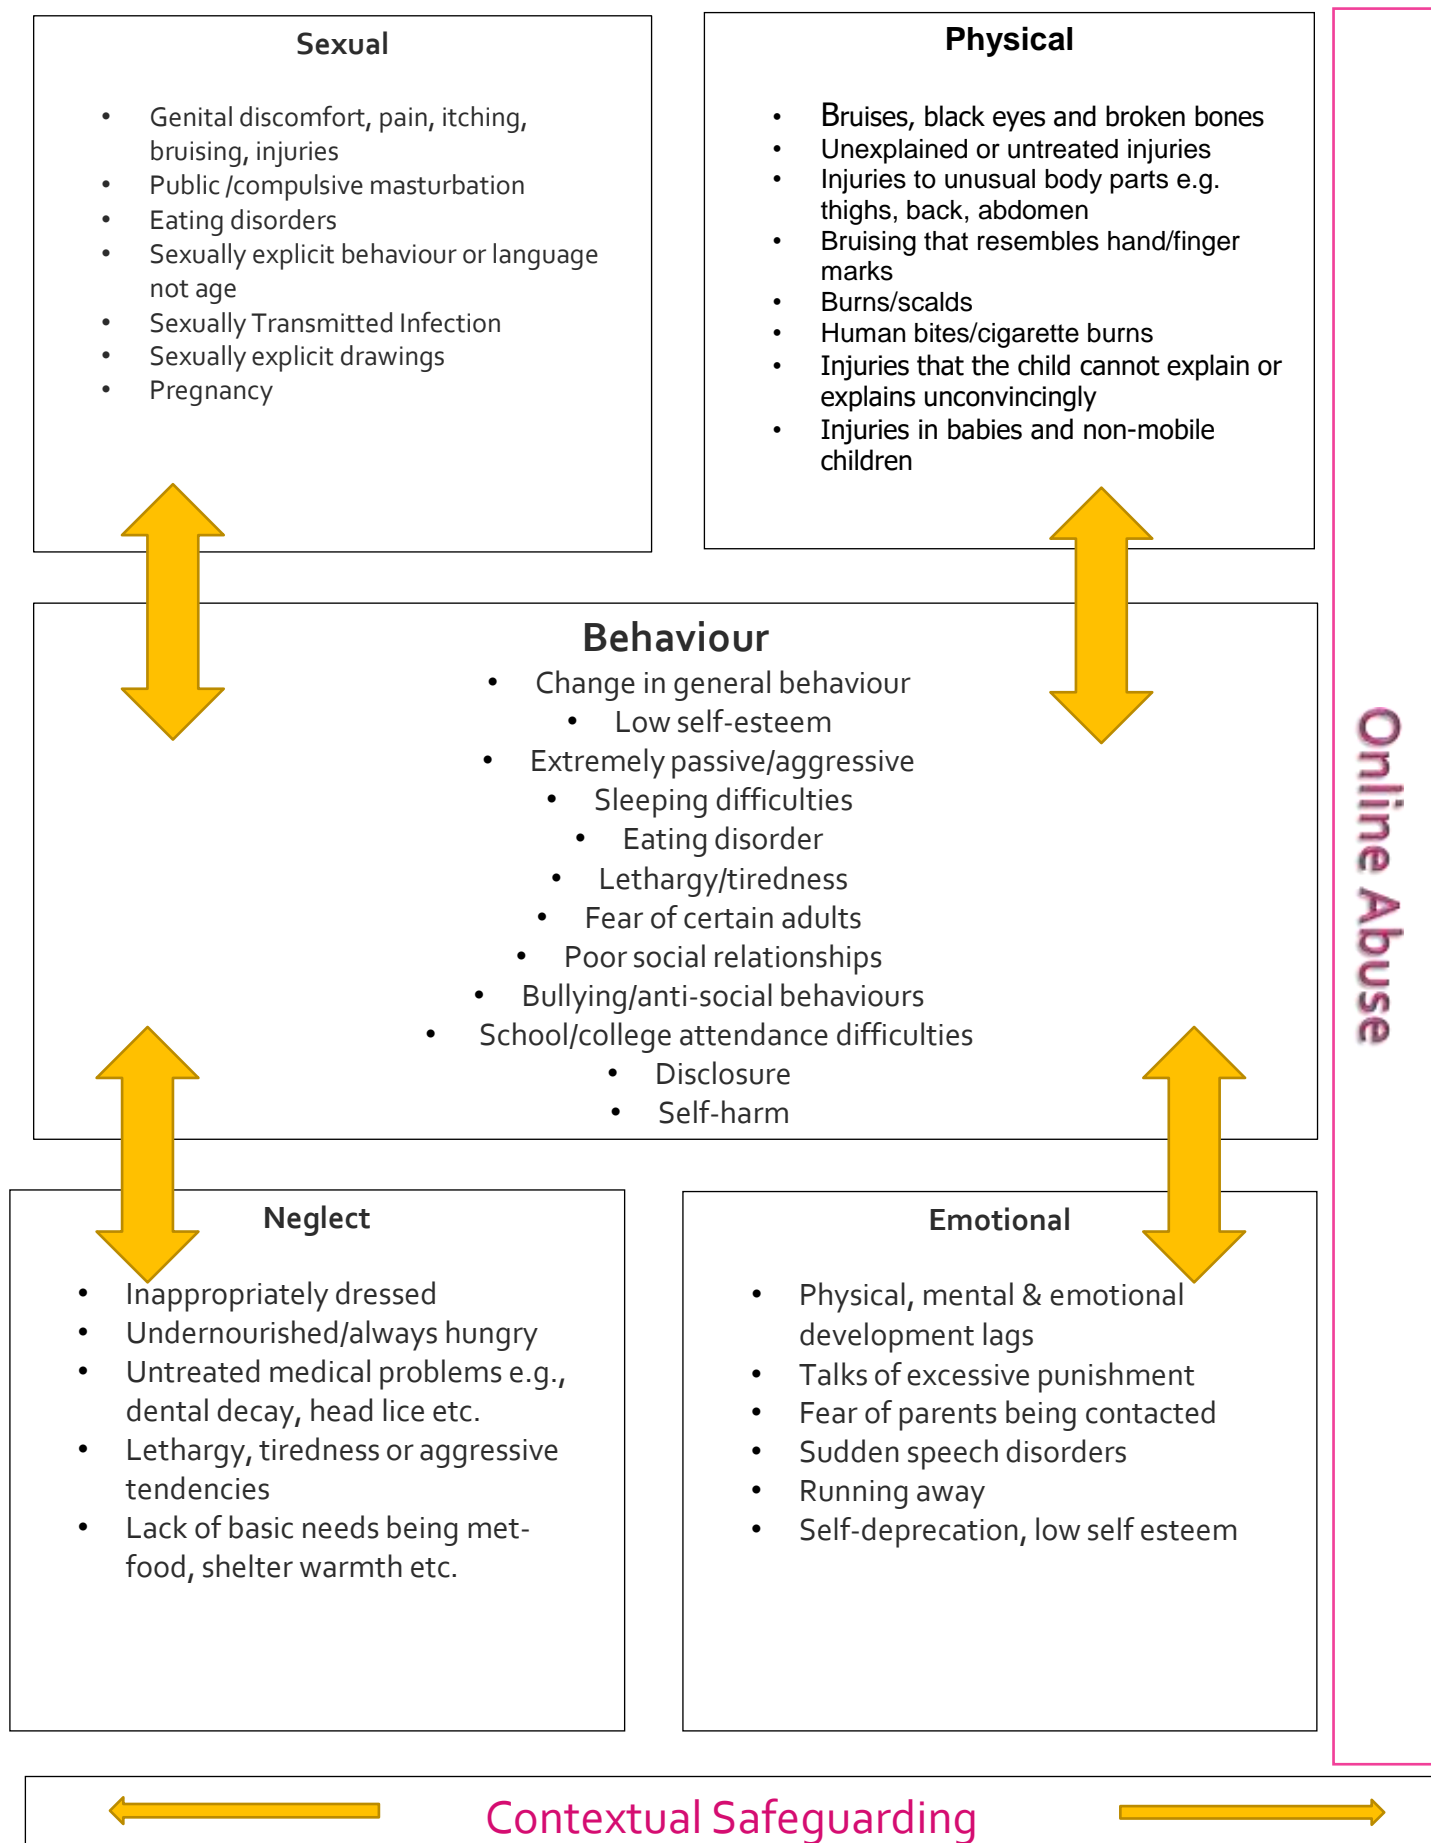 Sexual
• Genital discomfort, pain, itching,
bruising, injuries
• Public /compulsive masturbation
• Eating disorders
• Sexually explicit behaviour or language
not age
• Sexually Transmitted Infection
• Sexually explicit drawings
• Pregnancy
Physical
• Bruises, black eyes and broken bones
• Unexplained or untreated injuries
• Injuries to unusual body parts e.g.
thighs, back, abdomen
• Bruising that resembles hand/finger
marks
• Burns/scalds
• Human bites/cigarette burns
• Injuries that the child cannot explain or
explains unconvincingly
• Injuries in babies and non-mobile
children
Behaviour
• Change in general behaviour
• Low self-esteem
• Extremely passive/aggressive
• Sleeping difficulties
• Eating disorder
• Lethargy/tiredness
• Fear of certain adults
• Poor social relationships
• Bullying/anti-social behaviours
• School/college attendance difficulties
• Disclosure
• Self-harm
Neglect
• Inappropriately dressed
• Undernourished/always hungry
• Untreated medical problems e.g.,
dental decay, head lice etc.
• Lethargy, tiredness or aggressive
tendencies
• Lack of basic needs being met-
food, shelter warmth etc.
Emotional
• Physical, mental & emotional
development lags
• Talks of excessive punishment
• Fear of parents being contacted
• Sudden speech disorders
• Running away
• Self-deprecation, low self esteem
Online Abuse
Contextual Safeguarding